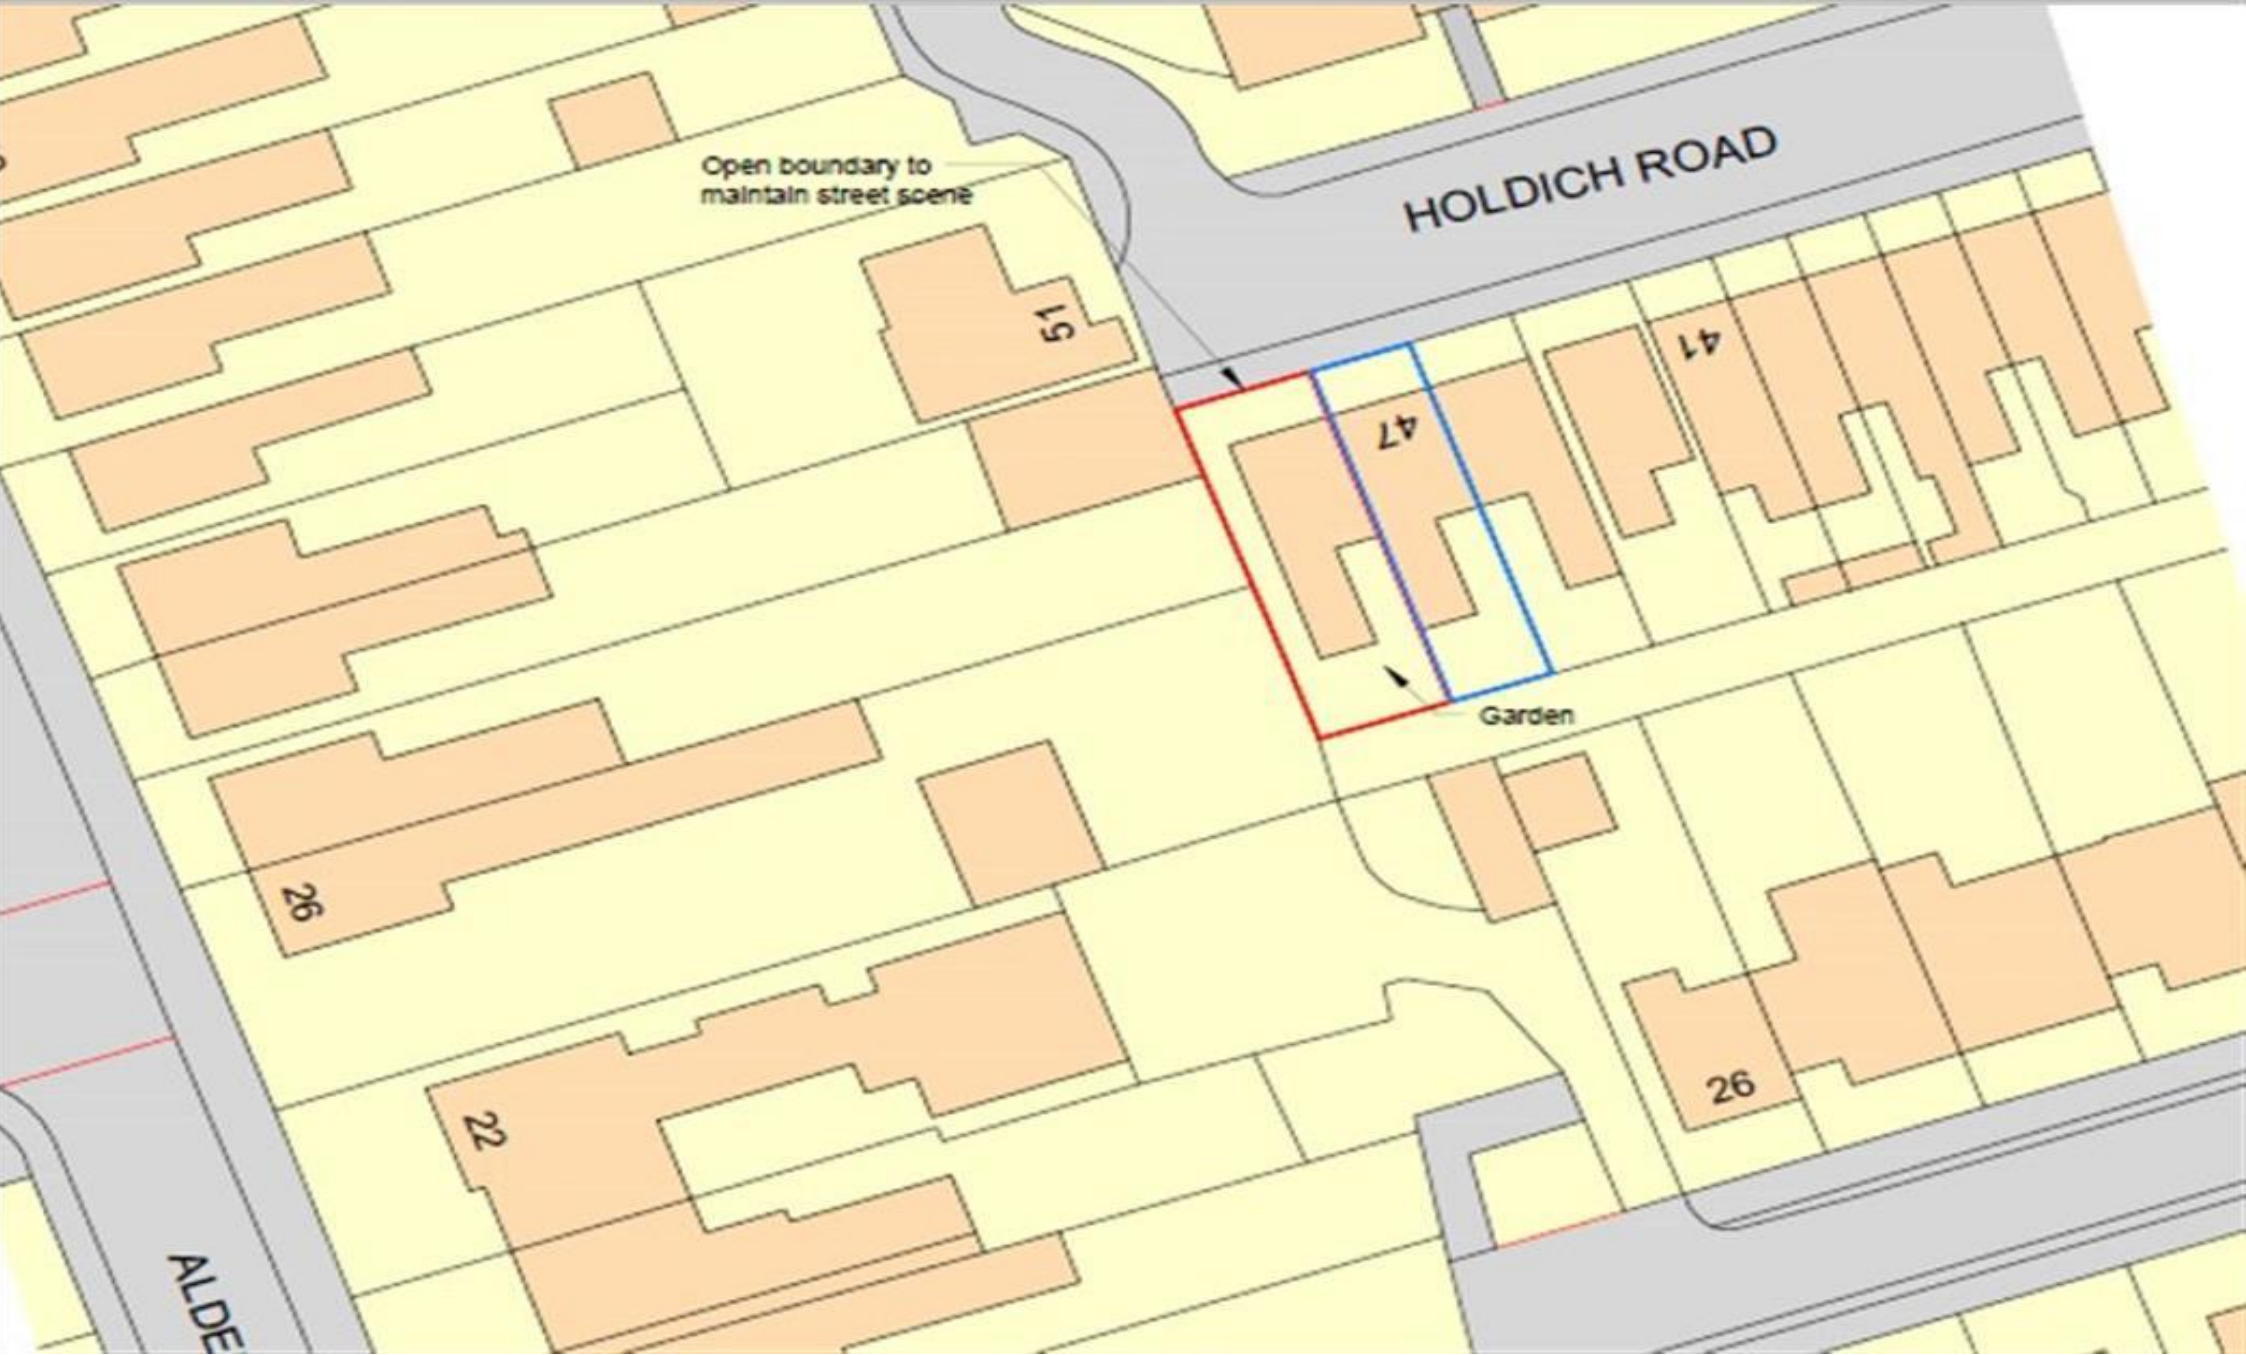 Open boundary to
maintain street scene
HOLDICH ROAD
51
41
47
Garden
26
22
26
ALDE